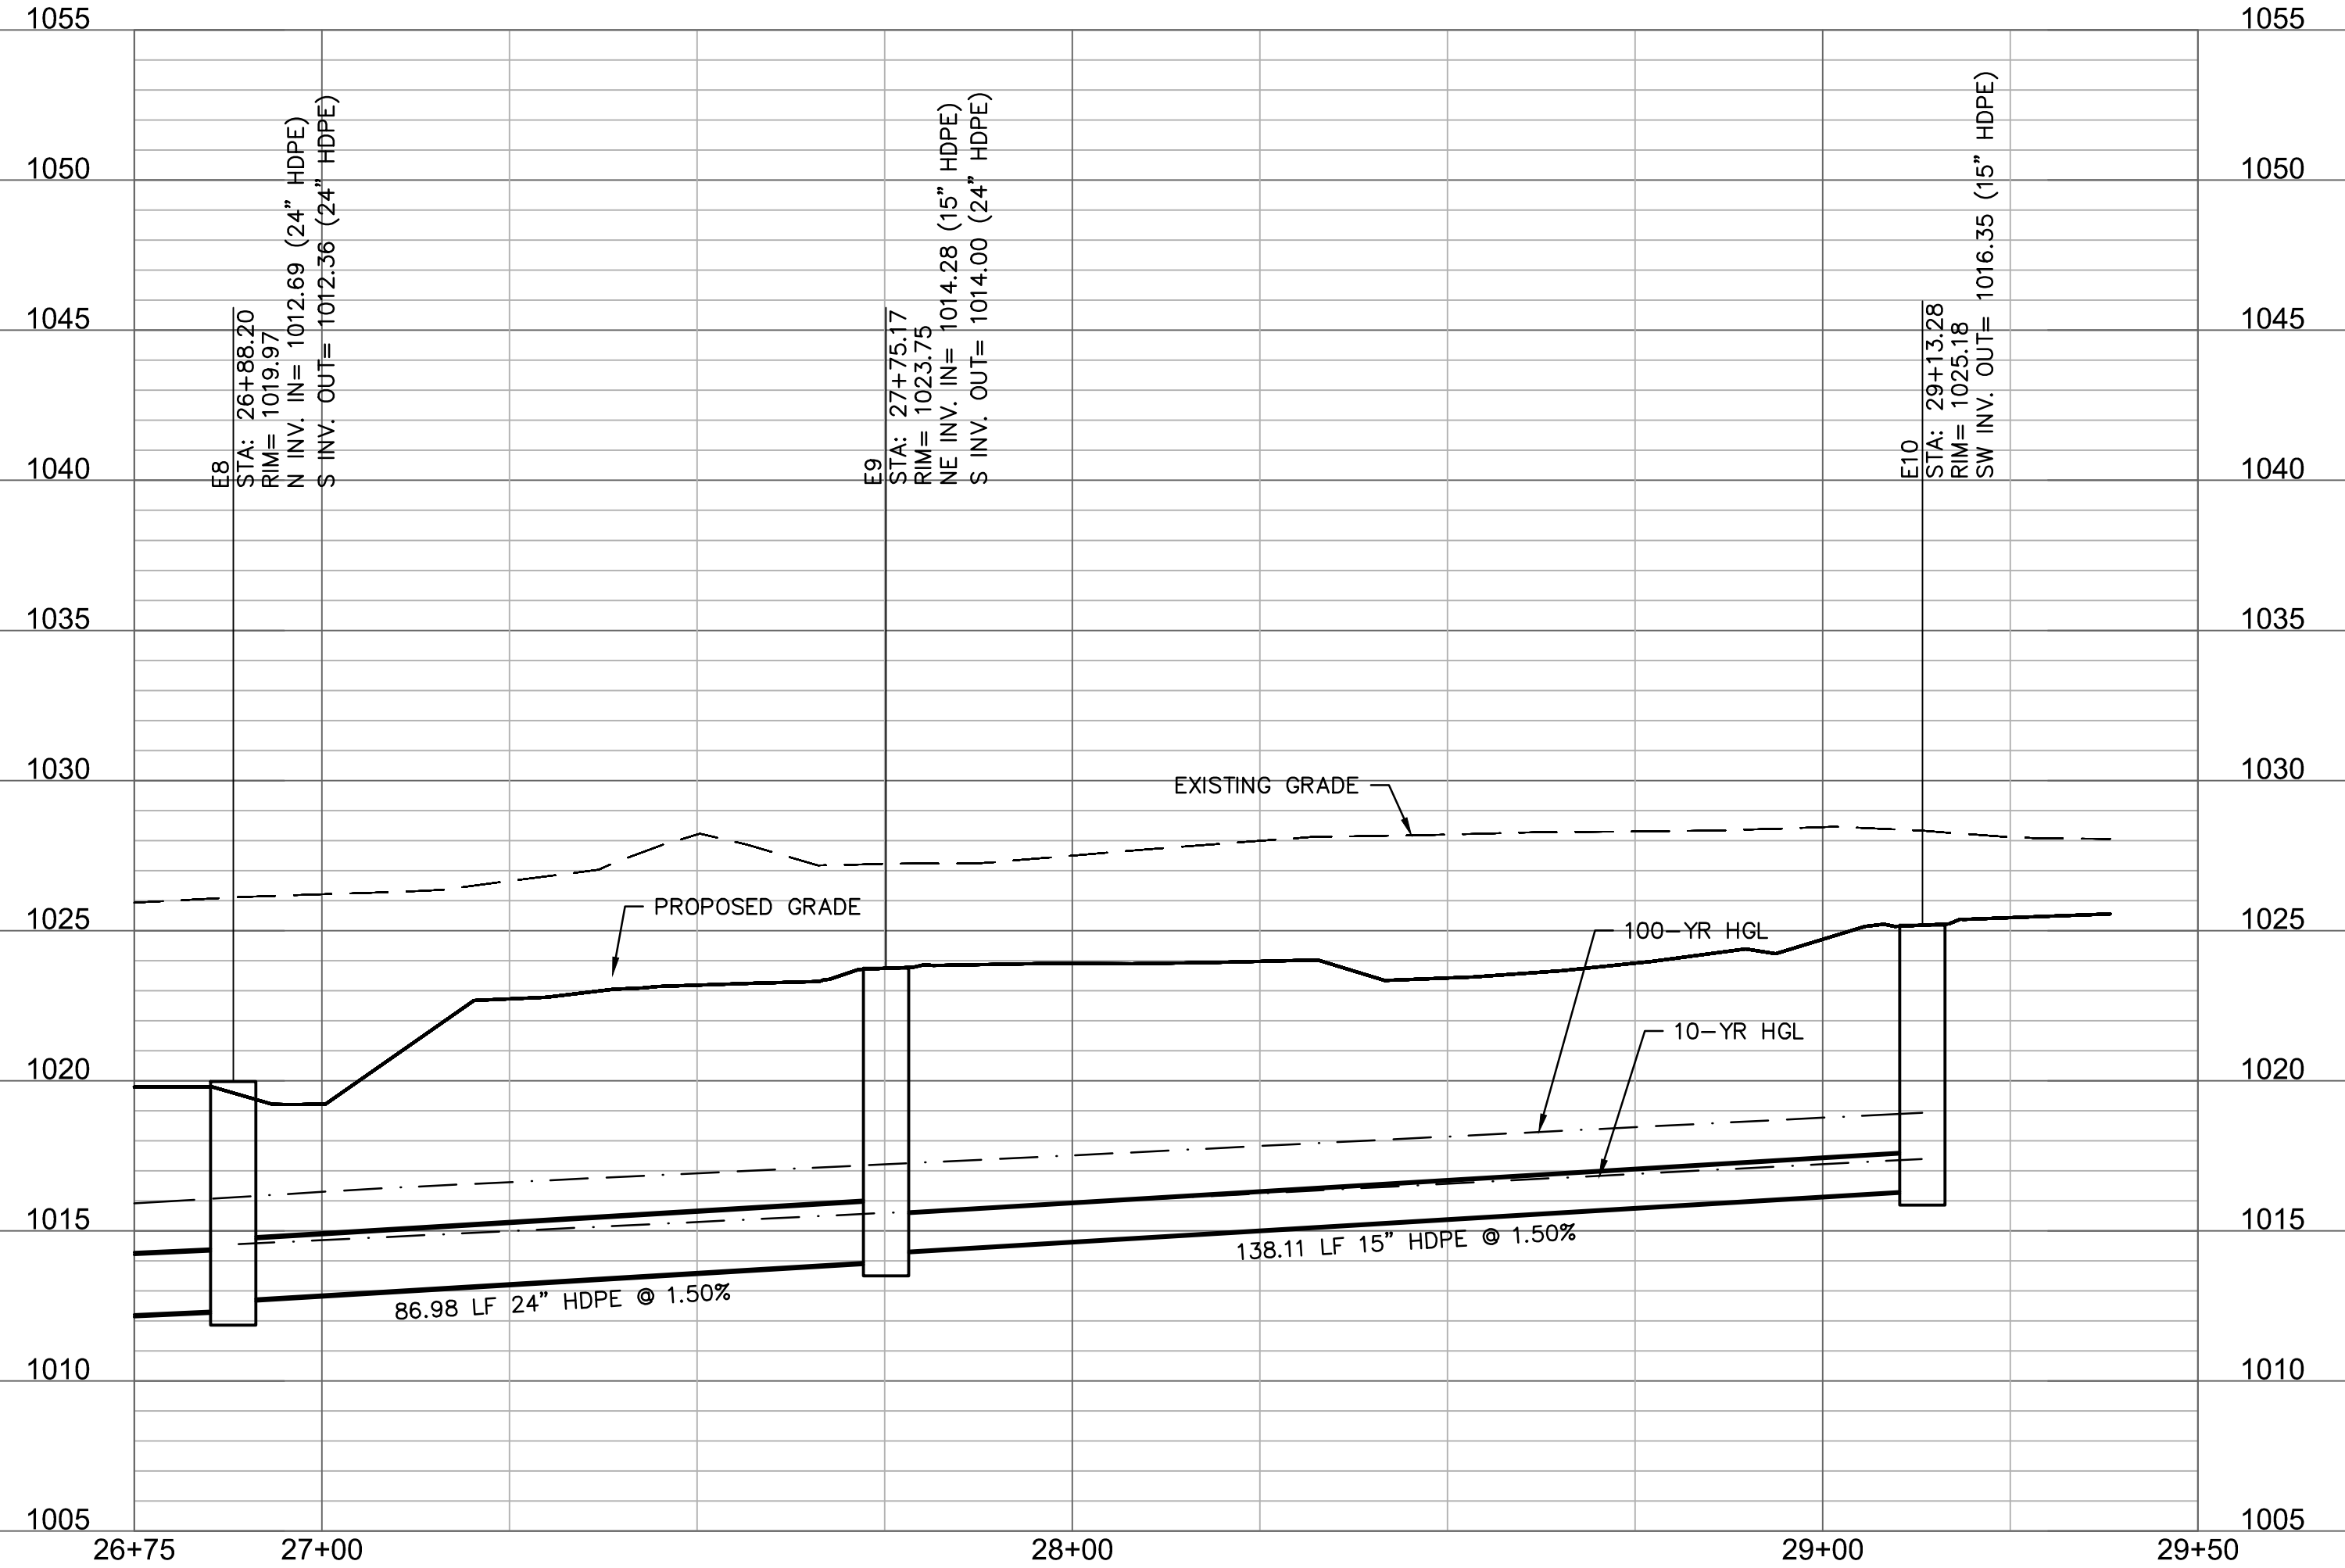 1055
1055
1050
1050
1045
1045
1040
1040
1035
1035
1030
1030
1025
1025
1020
1020
1015
1015
1010
1010
1005
1005
E8
STA: 26+88.20
RIM= 1019.97
N INV. IN= 1012.69 (24" HDPE)
S INV. OUT= 1012.36 (24" HDPE)
E9
STA: 27+75.17
RIM= 1023.75
NE INV. IN= 1014.28 (15" HDPE)
S INV. OUT= 1014.00 (24" HDPE)
E10
STA: 29+13.28
RIM= 1025.18
SW INV. OUT= 1016.35 (15" HDPE)
EXISTING GRADE
PROPOSED GRADE
100-YR HGL
10-YR HGL
138.11 LF 15" HDPE @ 1.50%
86.98 LF 24" HDPE @ 1.50%
26+75
27+00
28+00
29+00
29+50